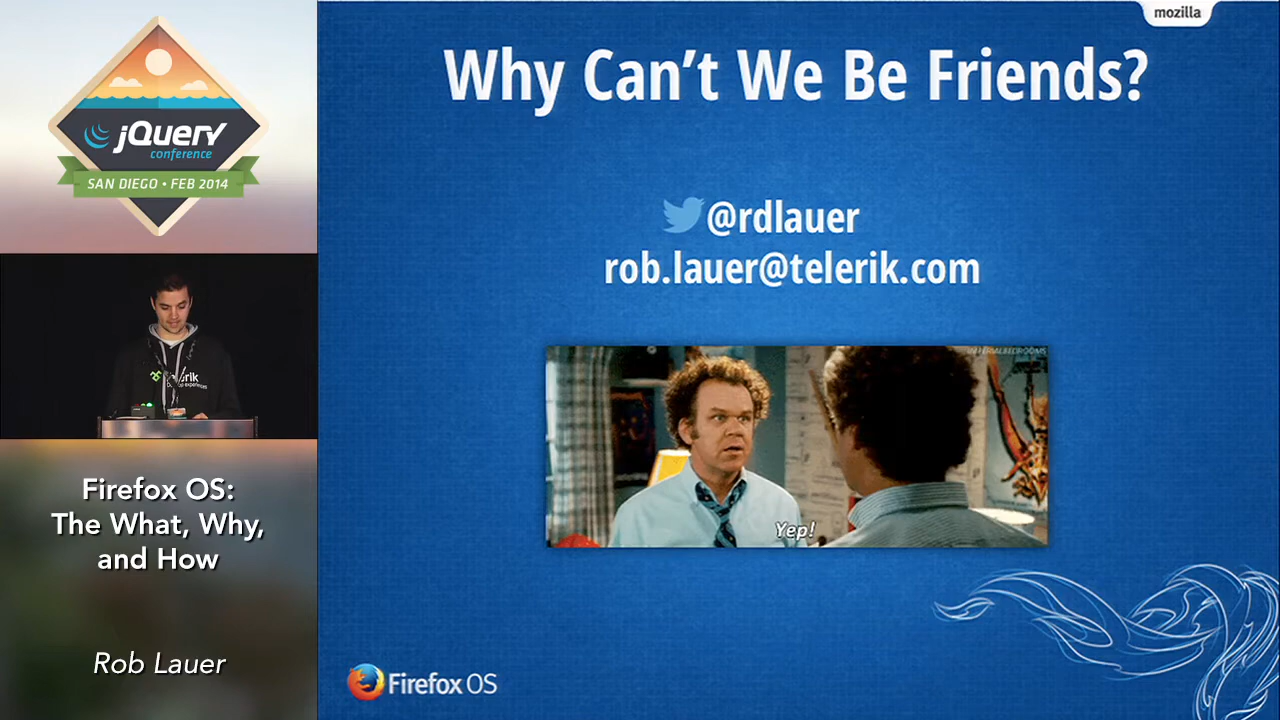 jQuery
conference
SAN DIEGO • FEB 2014
Firefox OS:
The What, Why,
and How
Rob Lauer
mozilla
Why Can't We Be Friends?
@rdlauer
rob.lauer@telerik.com
Yep!
Firefox OS